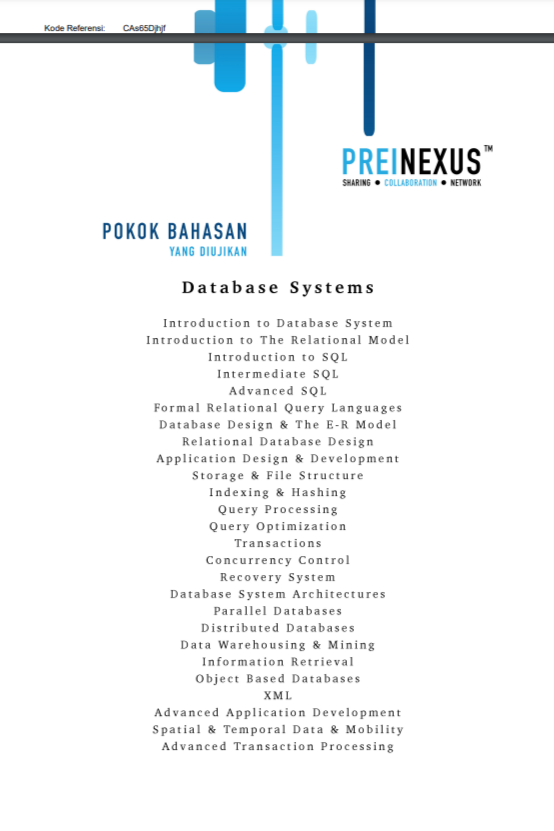 Kode Referensi: CAs65Djhjf
PREINEXUS™
SHARING ● COLLABORATION ● NETWORK
POKOK BAHASAN
YANG DIUJIKAN
Database Systems
Introduction to Database System
Introduction to The Relational Model
Introduction to SQL
Intermediate SQL
Advanced SQL
Formal Relational Query Languages
Database Design & The E-R Model
Relational Database Design
Application Design & Development
Storage & File Structure
Indexing & Hashing
Query Processing
Query Optimization
Transactions
Concurrency Control
Recovery System
Database System Architectures
Parallel Databases
Distributed Databases
Data Warehousing & Mining
Information Retrieval
Object Based Databases
XML
Advanced Application Development
Spatial & Temporal Data & Mobility
Advanced Transaction Processing